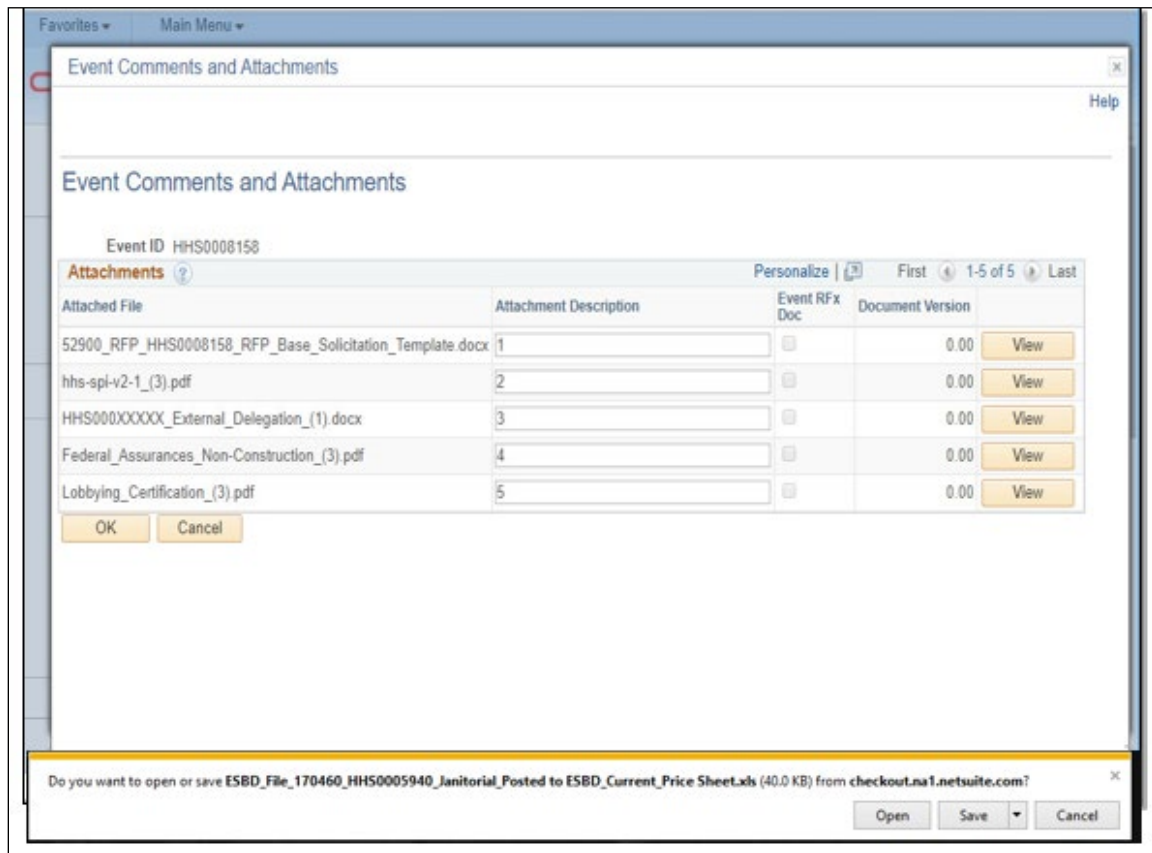 Favorites Main Menu
Event Comments and Attachments
Help
Event Comments and Attachments
Event ID HHS0008158
Attachments ? Personalize | First 1-5 of 5 Last
Attached File Attachment Description Event RFx Doc Document Version
52900_RFP_HHS0008158_RFP_Base_Solicitation_Template.docx 1 0.00 View
hhs-spi-v2-1_(3).pdf 2 0.00 View
HHS000XXXXX_External_Delegation_(1).docx 3 0.00 View
Federal_Assurances_Non-Construction_(3).pdf 4 0.00 View
Lobbying_Certification_(3).pdf 5 0.00 View
OK Cancel
Do you want to open or save ESBD_File_170460_HHS0005940_Janitorial_Posted to ESBD_Current_Price Sheet.xls (40.0 KB) from checkout.na1.netsuite.com?
Open Save Cancel